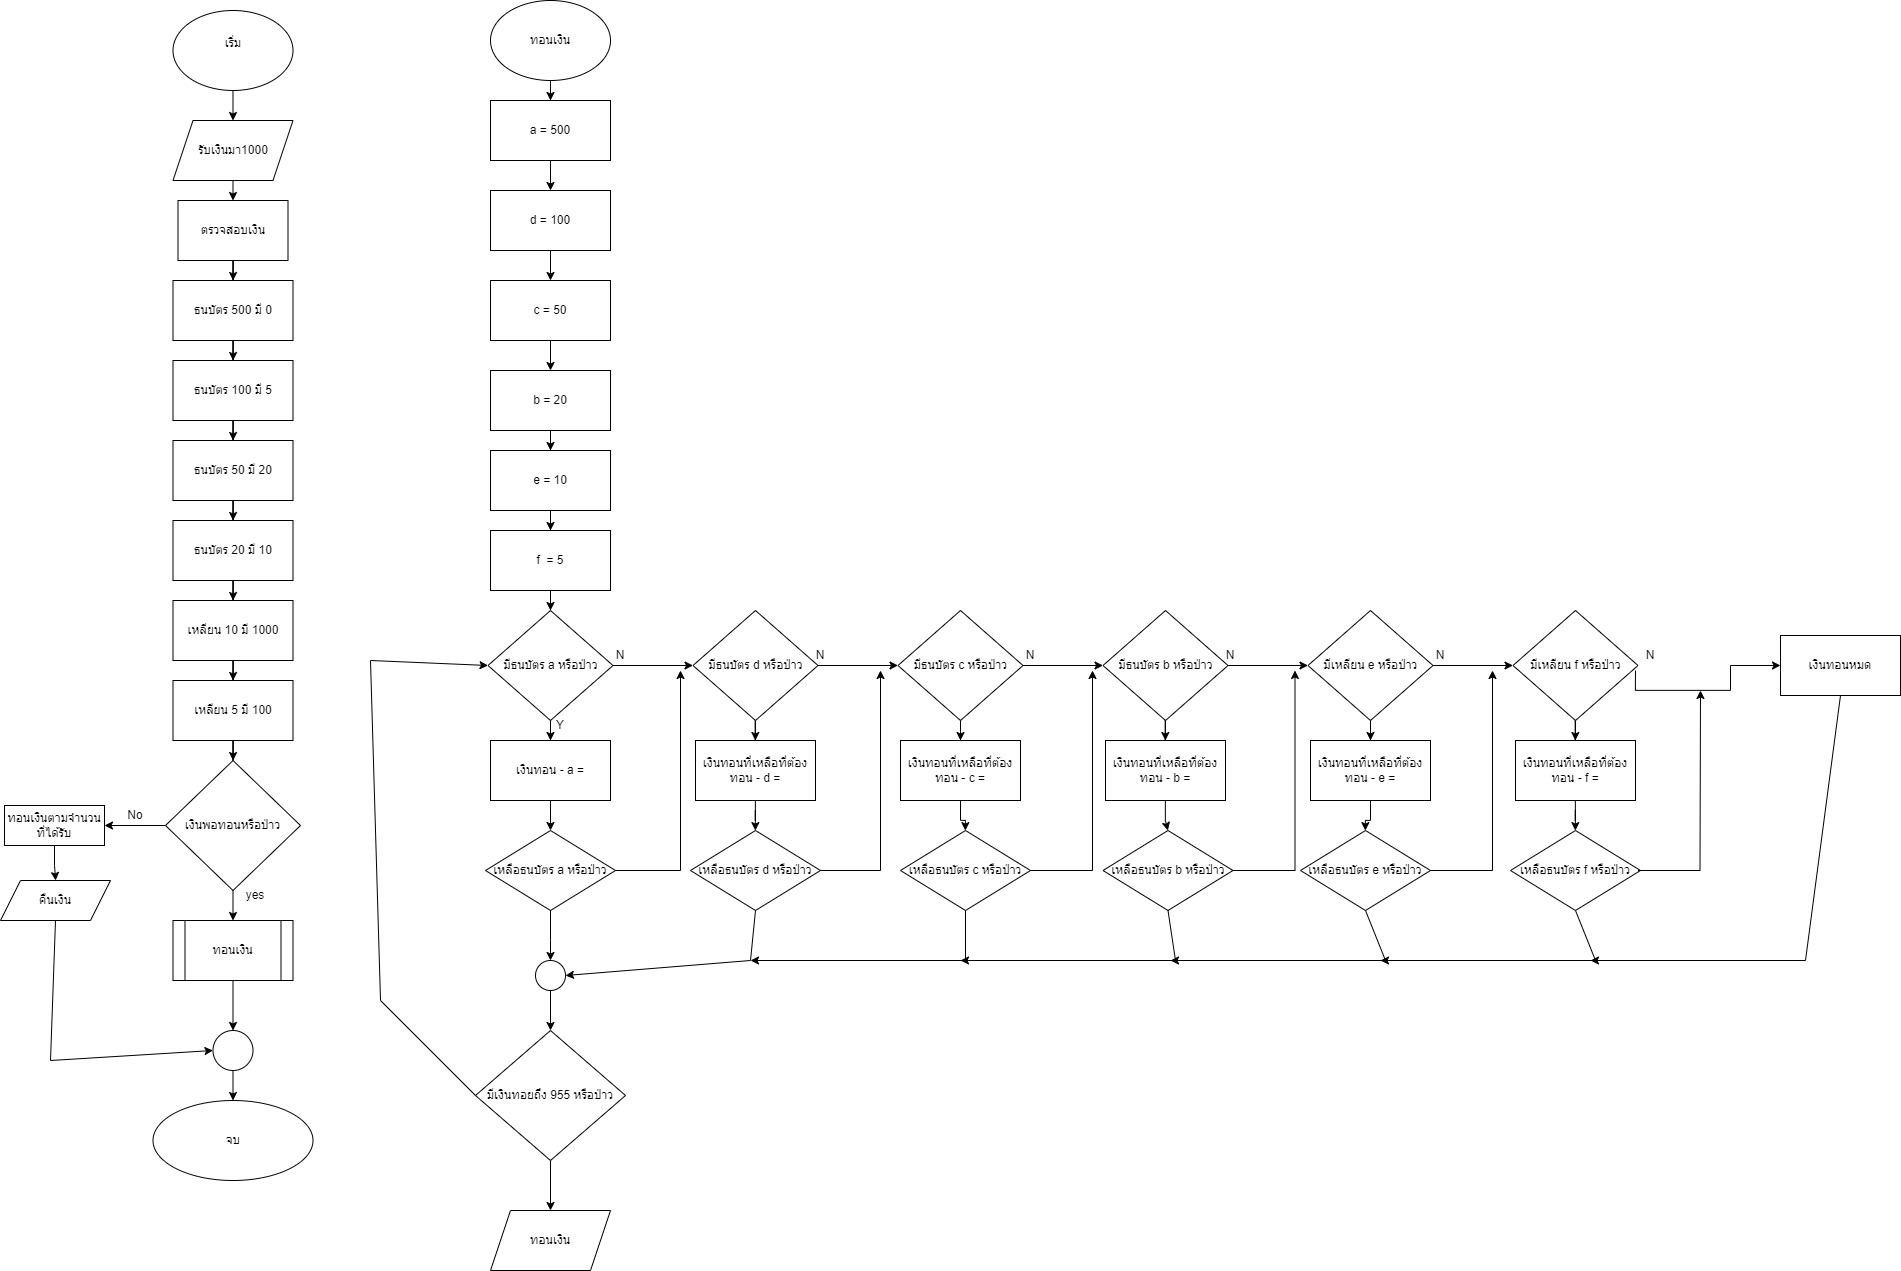 เริ่ม
รับเงินมา1000
ตรวจสอบเงิน
ธนบัตร 500 มี 0
ธนบัตร 100 มี 5
ธนบัตร 50 มี 20
ธนบัตร 20 มี 10
เหลียน 10 มี 1000
เหลียน 5 มี 100
เงินพอทอนหรือป่าว
No
ทอนเงินตามจำนวน
ที่ได้รับ
คืนเงิน
yes
ทอนเงิน
จบ
ทอนเงิน
a = 500
d = 100
c = 50
b = 20
e = 10
f = 5
มีธนบัตร a หรือป่าว
N
มีธนบัตร d หรือป่าว
N
มีธนบัตร c หรือป่าว
N
มีธนบัตร b หรือป่าว
N
มีเหลียน e หรือป่าว
N
มีเหลียน f หรือป่าว
N
เงินทอนหมด
Y
เงินทอน - a =
เงินทอนที่เหลือที่ต้อง
ทอน - d =
เงินทอนที่เหลือที่ต้อง
ทอน - c =
เงินทอนที่เหลือที่ต้อง
ทอน - b =
เงินทอนที่เหลือที่ต้อง
ทอน - e =
เงินทอนที่เหลือที่ต้อง
ทอน - f =
เหลือธนบัตร a หรือป่าว
เหลือธนบัตร d หรือป่าว
เหลือธนบัตร c หรือป่าว
เหลือธนบัตร b หรือป่าว
เหลือธนบัตร e หรือป่าว
เหลือธนบัตร f หรือป่าว
มีเงินทอยถึง 955 หรือป่าว
ทอนเงิน